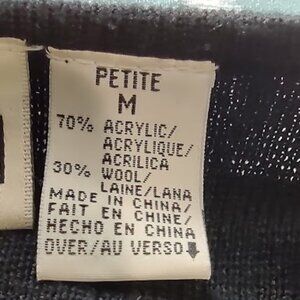 PETITE
M
70% ACRYLIC/
ACRYLIQUE/
ACRILICA
30% WOOL/
LAINE/LANA
MADE IN CHINA/
FAIT EN CHINE/
HECHO EN CHINA
OVER/AU VERSO